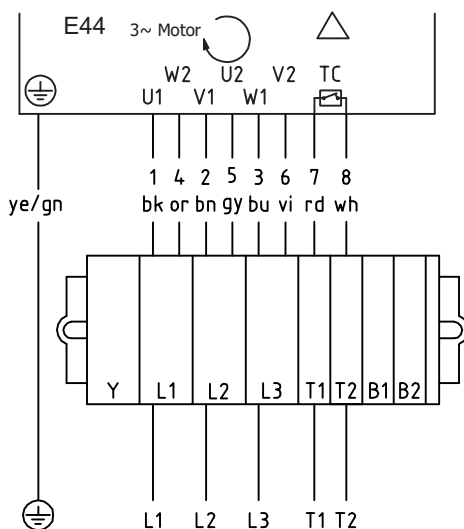 E44 3~ Motor
W2 U2 V2 TC
U1 V1 W1
1 4 2 5 3 6 7 8
ye/gn bk or bn gy bu vi rd wh
Y L1 L2 L3 T1 T2 B1 B2
L1 L2 L3 T1 T2